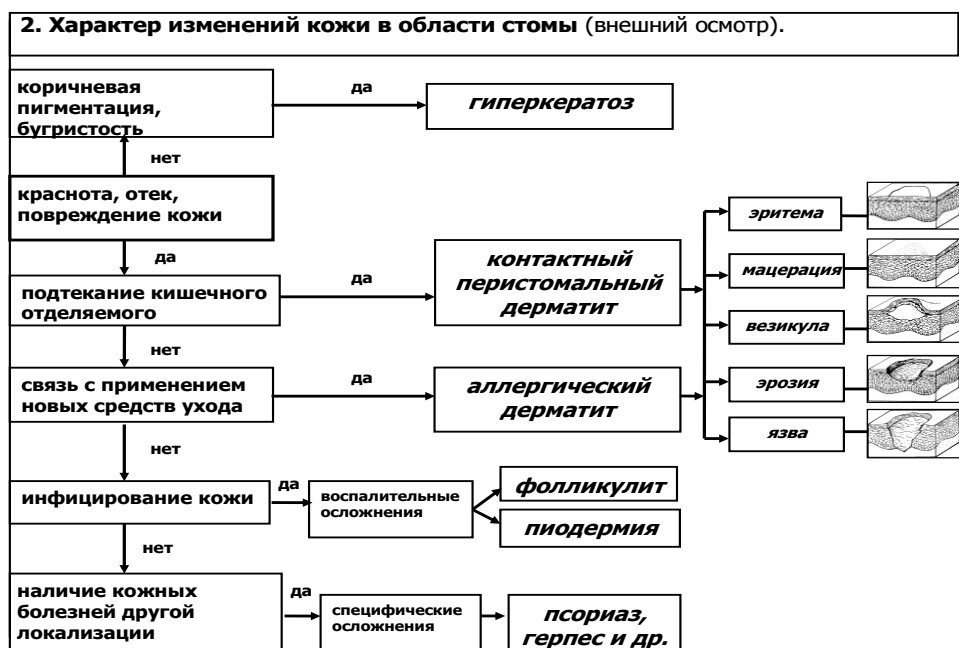 2. Характер изменений кожи в области стомы (внешний осмотр).
коричневая
пигментация,
бугристость
да
гиперкератоз
нет
краснота, отек,
повреждение кожи
да
подтекание кишечного
отделяемого
да
контактный
перистомальный
дерматит
эритема
мацерация
везикула
эрозия
язва
нет
связь с применением
новых средств ухода
да
аллергический
дерматит
нет
инфицирование кожи
да
воспалительные
осложнения
фолликулит
пиодермия
нет
наличие кожных
болезней другой
локализации
да
специфические
осложнения
псориаз,
герпес и др.